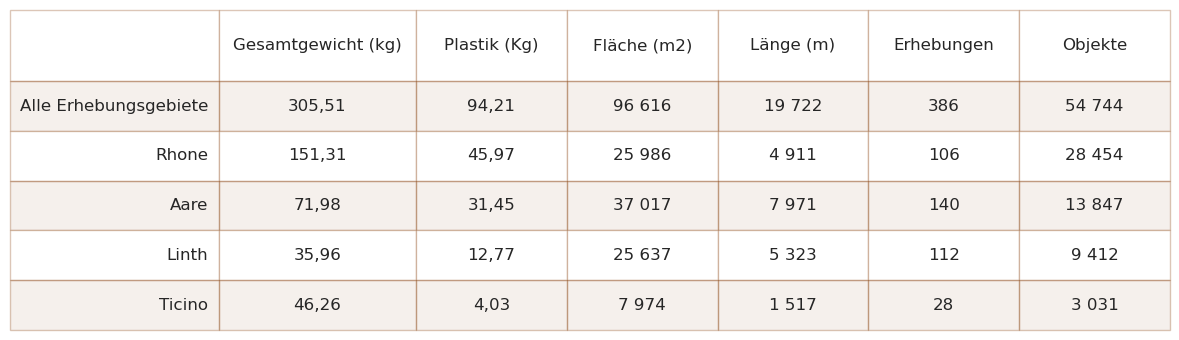 Gesamtgewicht (kg) Plastik (Kg) Fläche (m2) Länge (m) Erhebungen Objekte
Alle Erhebungsgebiete 305,51 94,21 96 616 19 722 386 54 744
Rhone 151,31 45,97 25 986 4 911 106 28 454
Aare 71,98 31,45 37 017 7 971 140 13 847
Linth 35,96 12,77 25 637 5 323 112 9 412
Ticino 46,26 4,03 7 974 1 517 28 3 031